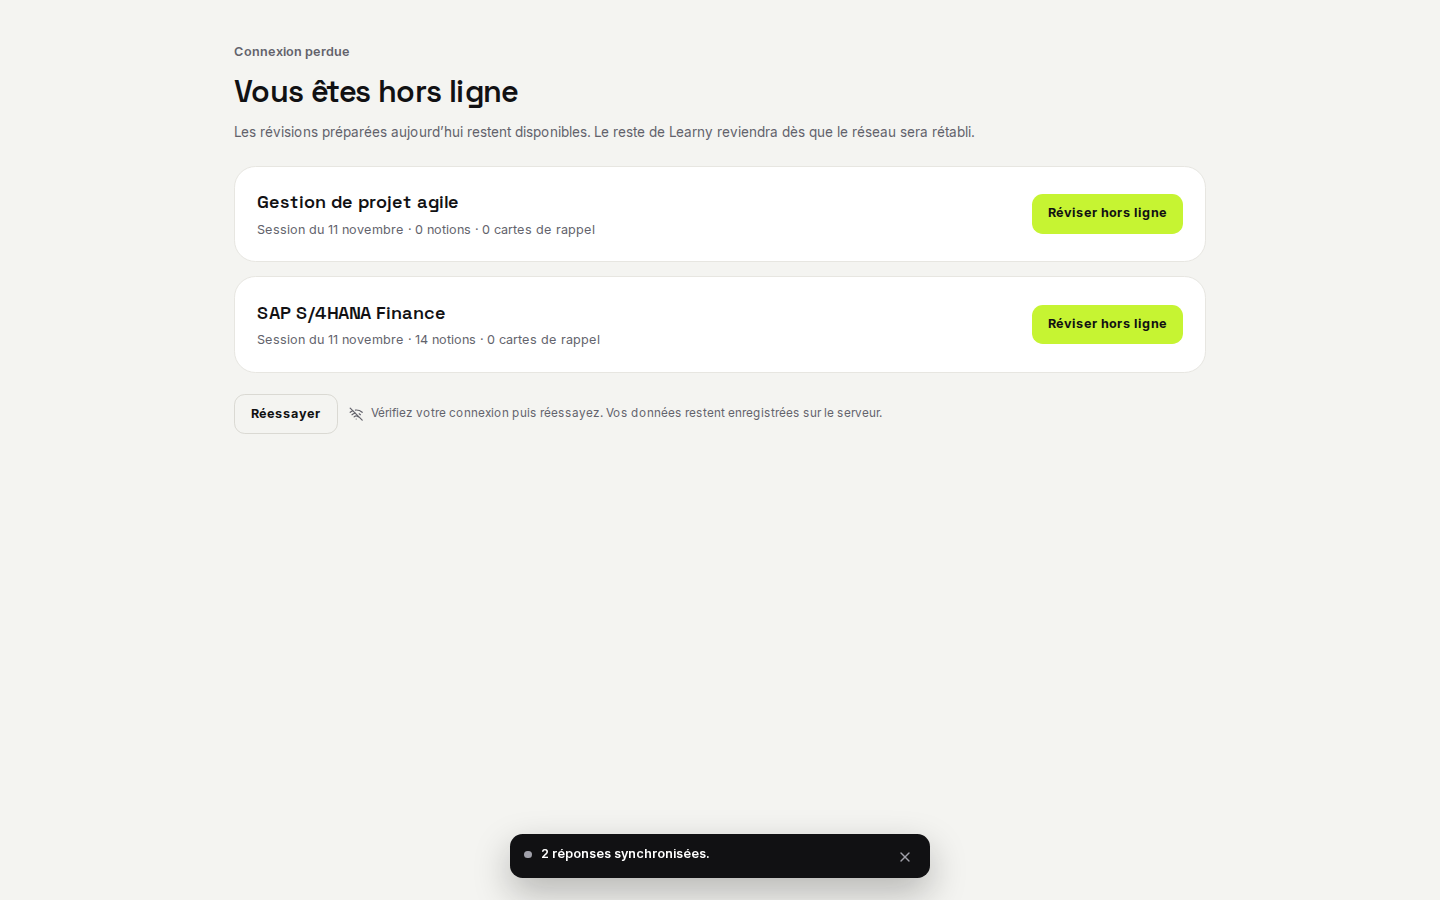 Connexion perdue
Vous êtes hors ligne
Les révisions préparées aujourd’hui restent disponibles. Le reste de Learny reviendra dès que le réseau sera rétabli.
Gestion de projet agile
Session du 11 novembre · 0 notions · 0 cartes de rappel
Réviser hors ligne
SAP S/4HANA Finance
Session du 11 novembre · 14 notions · 0 cartes de rappel
Réviser hors ligne
Réessayer
Vérifiez votre connexion puis réessayez. Vos données restent enregistrées sur le serveur.
2 réponses synchronisées.